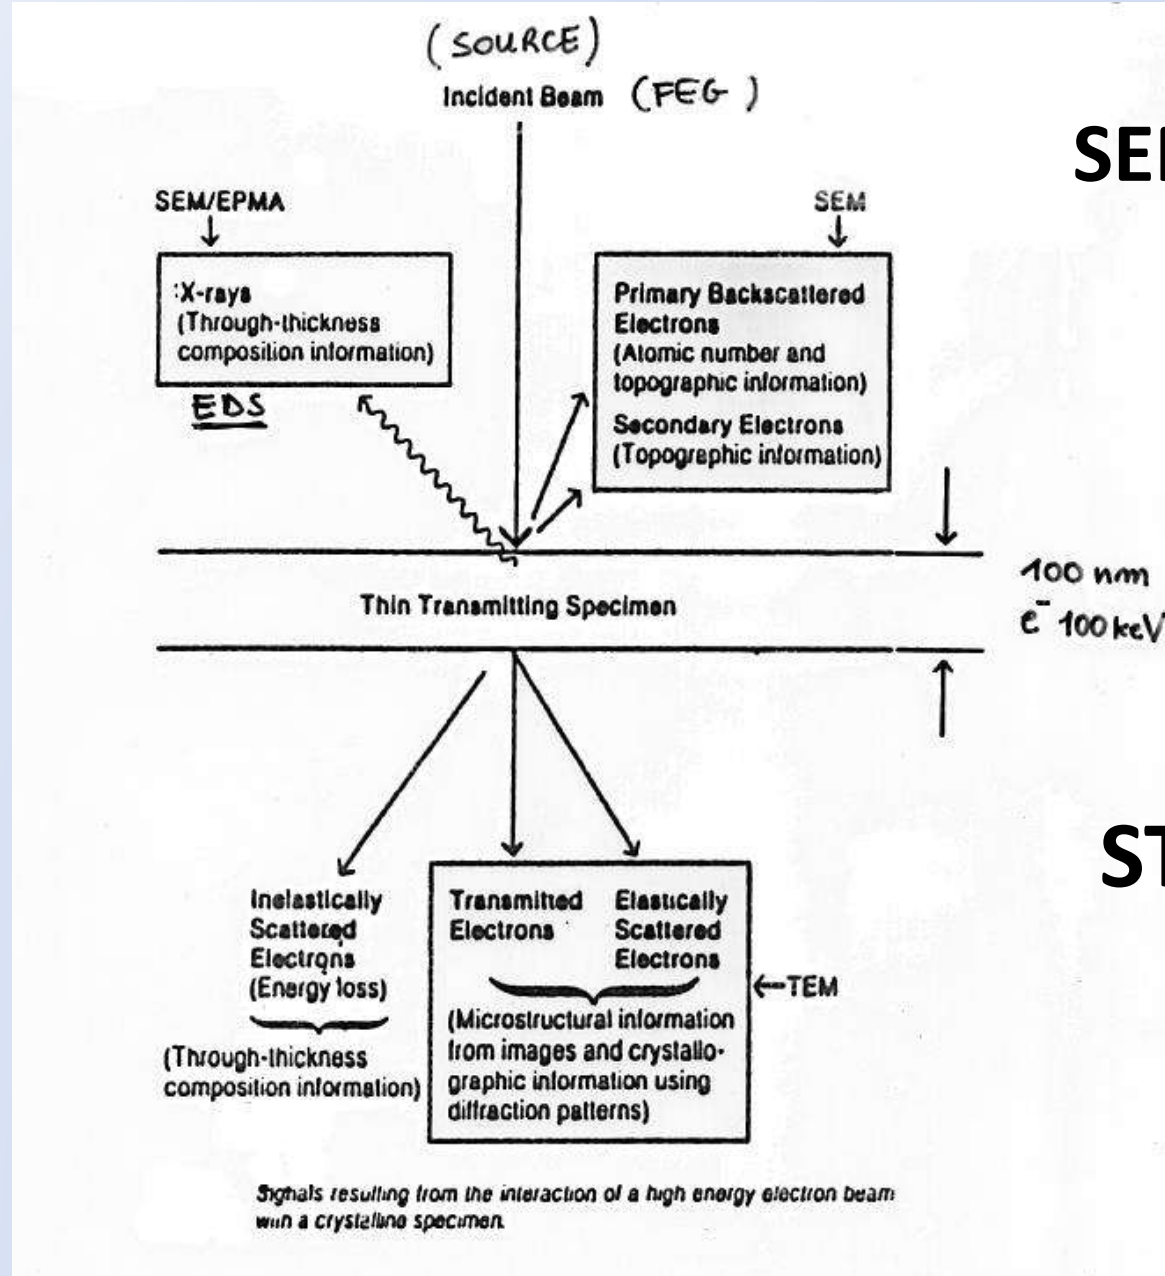 (SOURCE)
Incident Beam (FEG)
SEM/EPMA
SEM
X-rays
(Through-thickness
composition information)
EDS
Primary Backscattered
Electrons
(Atomic number and
topographic information)
Secondary Electrons
(Topographic information)
100 nm
e⁻ 100 keV
Thin Transmitting Specimen
Inelastically
Scattered
Electrons
(Energy loss)
(Through-thickness
composition information)
Transmitted
Electrons
Elastically
Scattered
Electrons
TEM
(Microstructural information
from images and crystallo-
graphic information using
diffraction patterns)
Signals resulting from the interaction of a high energy electron beam
with a crystalline specimen.